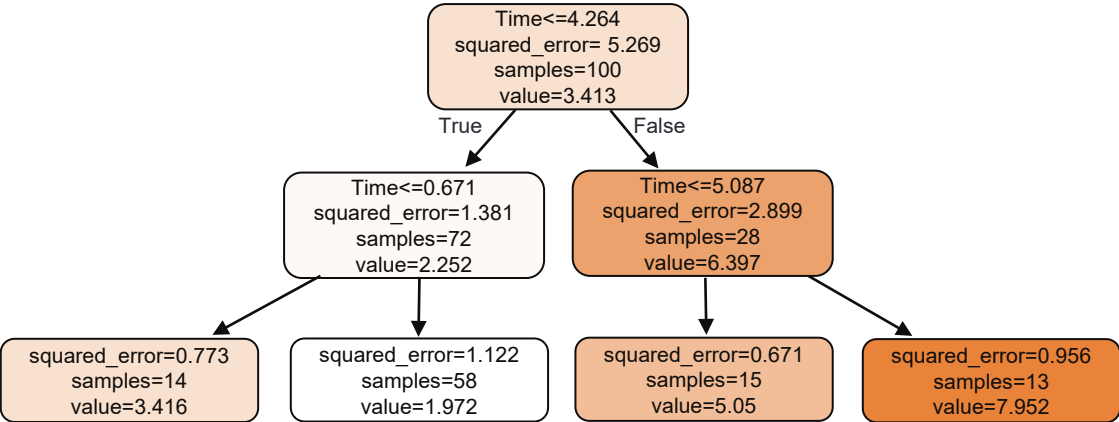 Time<=4.264
squared_error= 5.269
samples=100
value=3.413
True
False
Time<=0.671
squared_error=1.381
samples=72
value=2.252
Time<=5.087
squared_error=2.899
samples=28
value=6.397
squared_error=0.773
samples=14
value=3.416
squared_error=1.122
samples=58
value=1.972
squared_error=0.671
samples=15
value=5.05
squared_error=0.956
samples=13
value=7.952